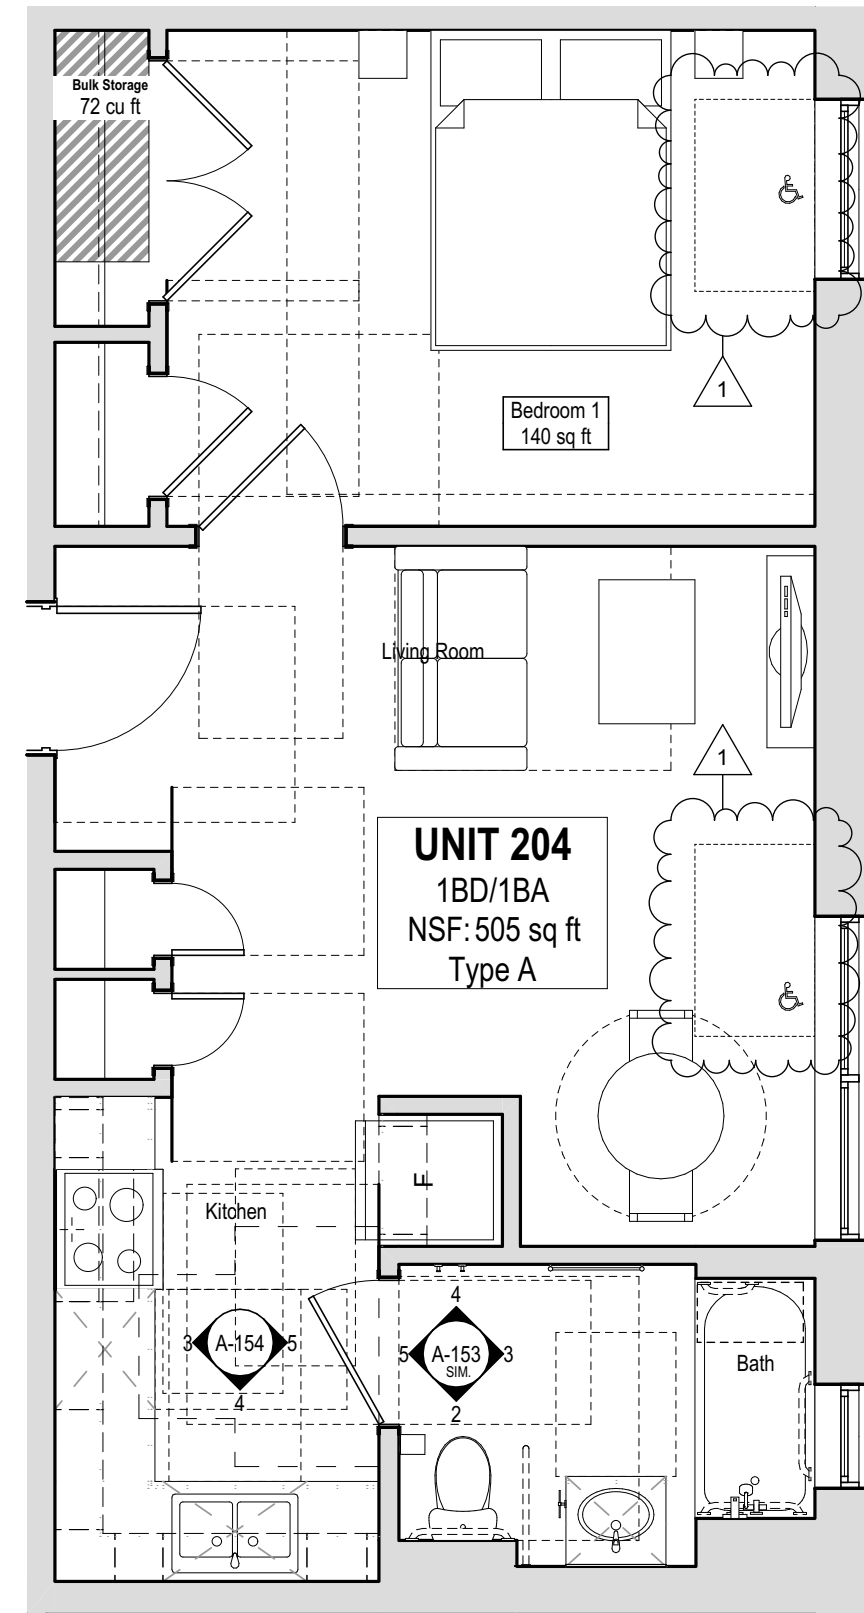 Bulk Storage
72 cu ft
1
Bedroom 1
140 sq ft
Living Room
1
UNIT 204
1BD/1BA
NSF: 505 sq ft
Type A
F
Kitchen
3 A-154 5
4
4
5 A-153 3
SIM.
2
Bath